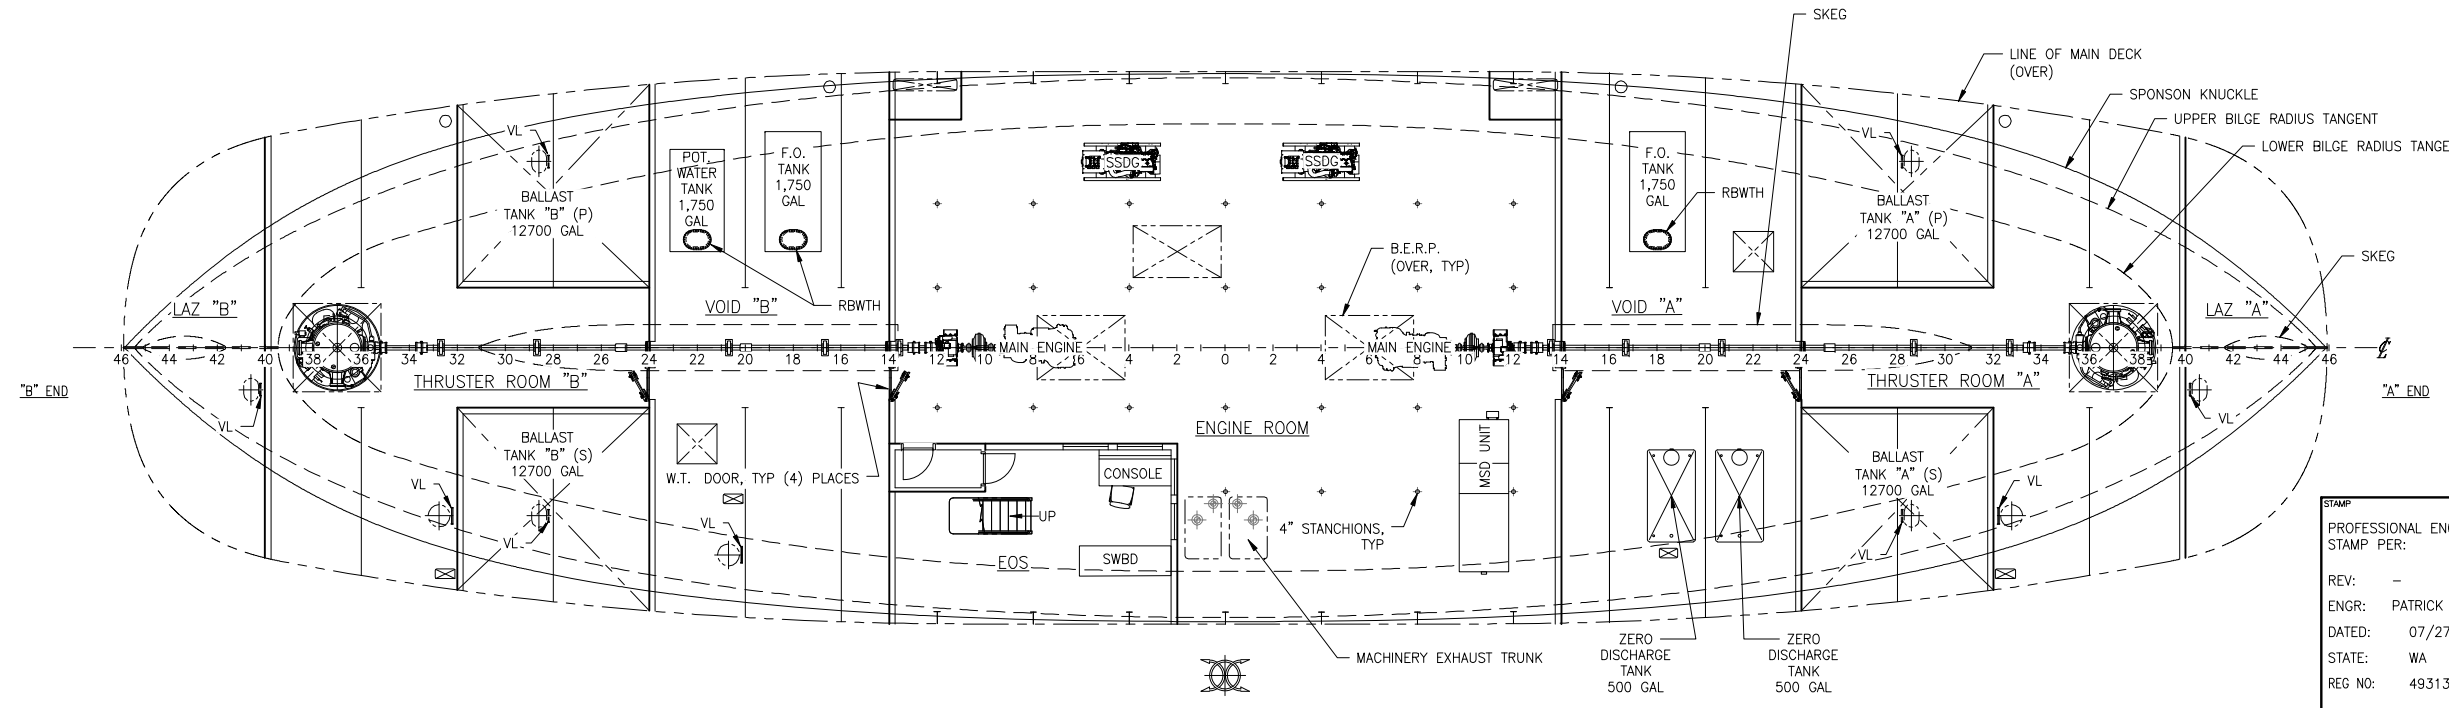 SKEG
LINE OF MAIN DECK
(OVER)
SPONSON KNUCKLE
UPPER BILGE RADIUS TANGENT
LOWER BILGE RADIUS TANGE
VL
VL
POT.
WATER
TANK
1,750
GAL
F.O.
TANK
1,750
GAL
SSDG
SSDG
F.O.
TANK
1,750
GAL
RBWTH
BALLAST
TANK "B" (P)
12700 GAL
BALLAST
TANK "A" (P)
12700 GAL
B.E.R.P.
(OVER, TYP)
SKEG
LAZ "B"
VOID "B"
RBWTH
VOID "A"
LAZ "A"
46 44 42 40 38 36 34 32 30 28 26 24 22 20 18 16 14 12 10 MAIN ENGINE 6 4 2 0 2 4 6 MAIN ENGINE 10 12 14 16 18 20 22 24 26 28 30 32 34 36 38 40 42 44 46
THRUSTER ROOM "B"
THRUSTER ROOM "A"
"B" END
"A" END
VL
VL
ENGINE ROOM
BALLAST
TANK "B" (S)
12700 GAL
W.T. DOOR, TYP (4) PLACES
CONSOLE
MSD UNIT
BALLAST
TANK "A" (S)
12700 GAL
VL
VL
UP
VL
VL
VL
4" STANCHIONS,
TYP
EOS
SWBD
STAMP
PROFESSIONAL EN
STAMP PER:
REV: -
ENGR: PATRICK
DATED: 07/27
STATE: WA
REG NO: 49313
MACHINERY EXHAUST TRUNK
ZERO
DISCHARGE
TANK
500 GAL
ZERO
DISCHARGE
TANK
500 GAL